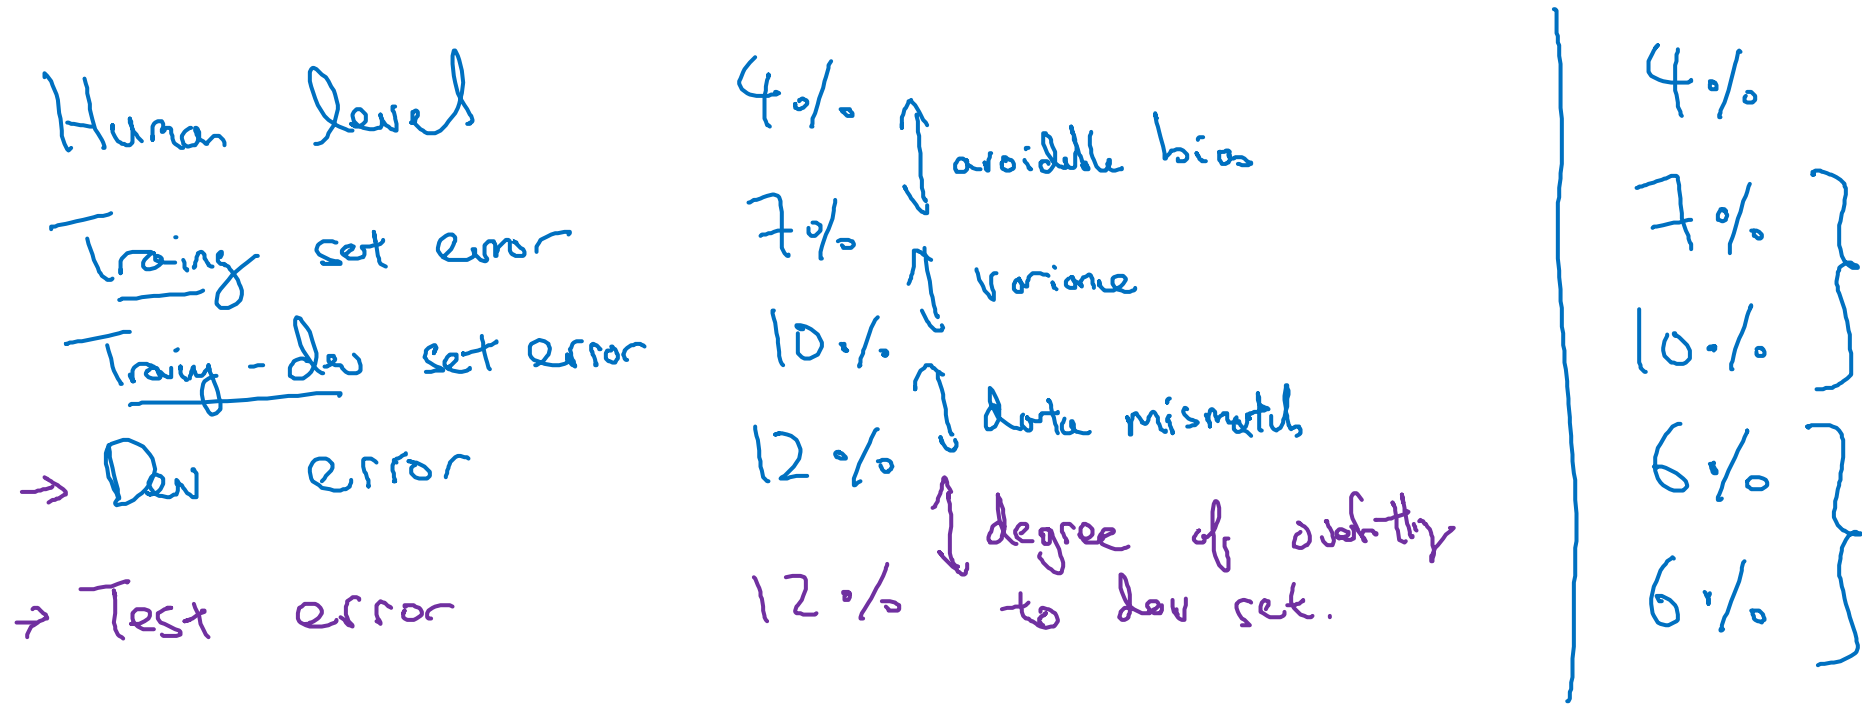 Human level 4% avoidable bias 4%
Training set error 7% variance 7%
Training-dev set error 10% data mismatch 10%
→ Dev error 12% degree of overfitting 6%
→ Test error 12% to dev set. 6%